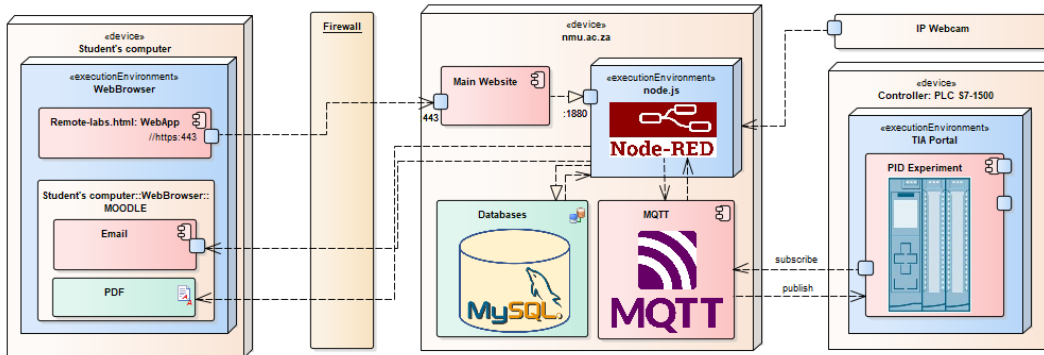 «device»
Student's computer
«executionEnvironment»
WebBrowser
Remote-labs.html: WebApp
//https:443
Student's computer::WebBrowser::
MOODLE
Email
PDF
Firewall
«device»
nmu.ac.za
Main Website
443
:1880
«executionEnvironment»
node.js
Node-RED
Databases
MySQL
MQTT
MQTT
subscribe
publish
IP Webcam
«device»
Controller: PLC S7-1500
«executionEnvironment»
TIA Portal
PID Experiment